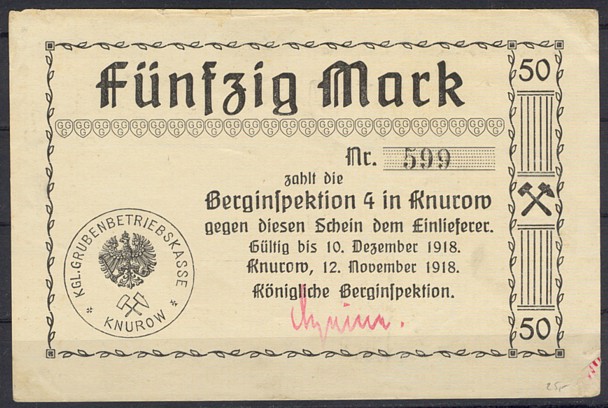 Fünfzig Mark
50
Nr. 599
zahlt die
Berginspektion 4 in Knurow
gegen diesen Schein dem Einlieferer.
Gültig bis 10. Dezember 1918.
Knurow, 12. November 1918.
Königliche Berginspektion.
KGL. GRUBENBETRIEBSKASSE
* KNUROW *
50